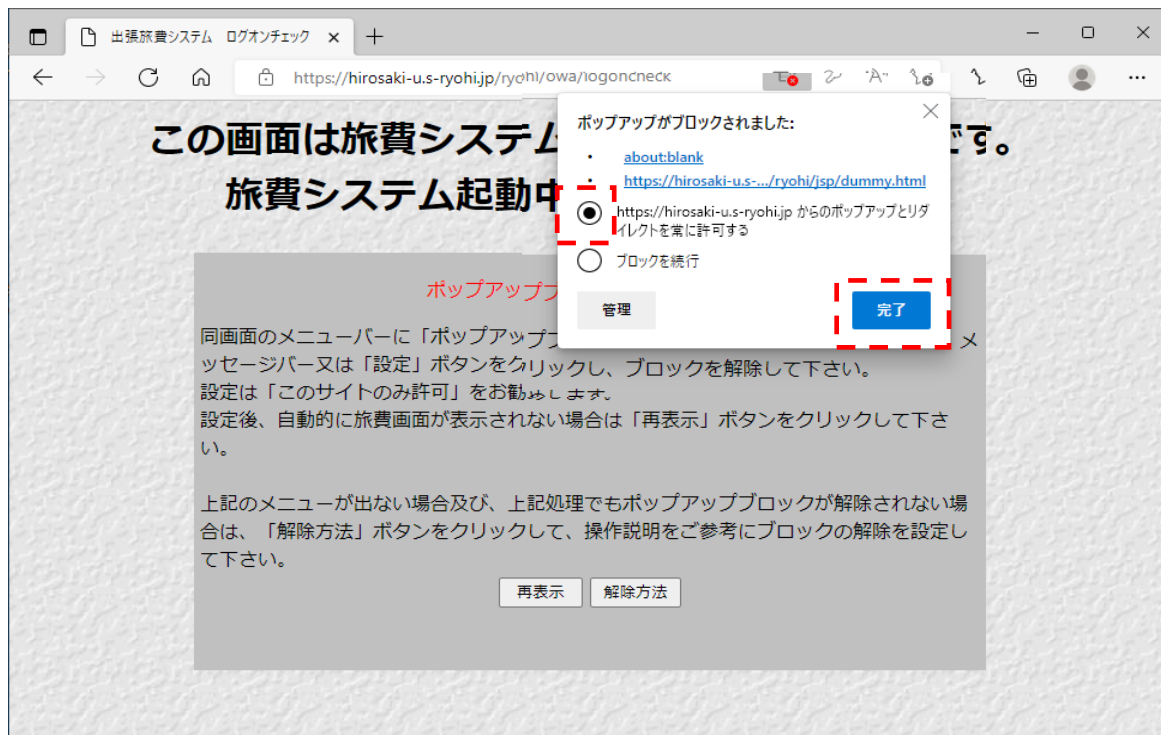 出張旅費システム ログオンチェック
https://hirosaki-u.s-ryohi.jp/ryohi/owa/logoncheck
この画面は旅費システム
です。
旅費システム起動中
ポップアップがブロックされました:
about:blank
https://hirosaki-u.s-.../ryohi/jsp/dummy.html
https://hirosaki-u.s-ryohi.jp からのポップアップとリダ
イレクトを常に許可する
ブロックを続行
管理
完了
ポップアップブ
同画面のメニューバーに「ポップアップブ
メ
ッセージバー又は「設定」ボタンをクリックし、ブロックを解除して下さい。
設定は「このサイトのみ許可」をお勧めします。
設定後、自動的に旅費画面が表示されない場合は「再表示」ボタンをクリックして下さ
い。
上記のメニューが出ない場合及び、上記処理でもポップアップブロックが解除されない場
合は、「解除方法」ボタンをクリックして、操作説明をご参考にブロックの解除を設定し
て下さい。
再表示
解除方法